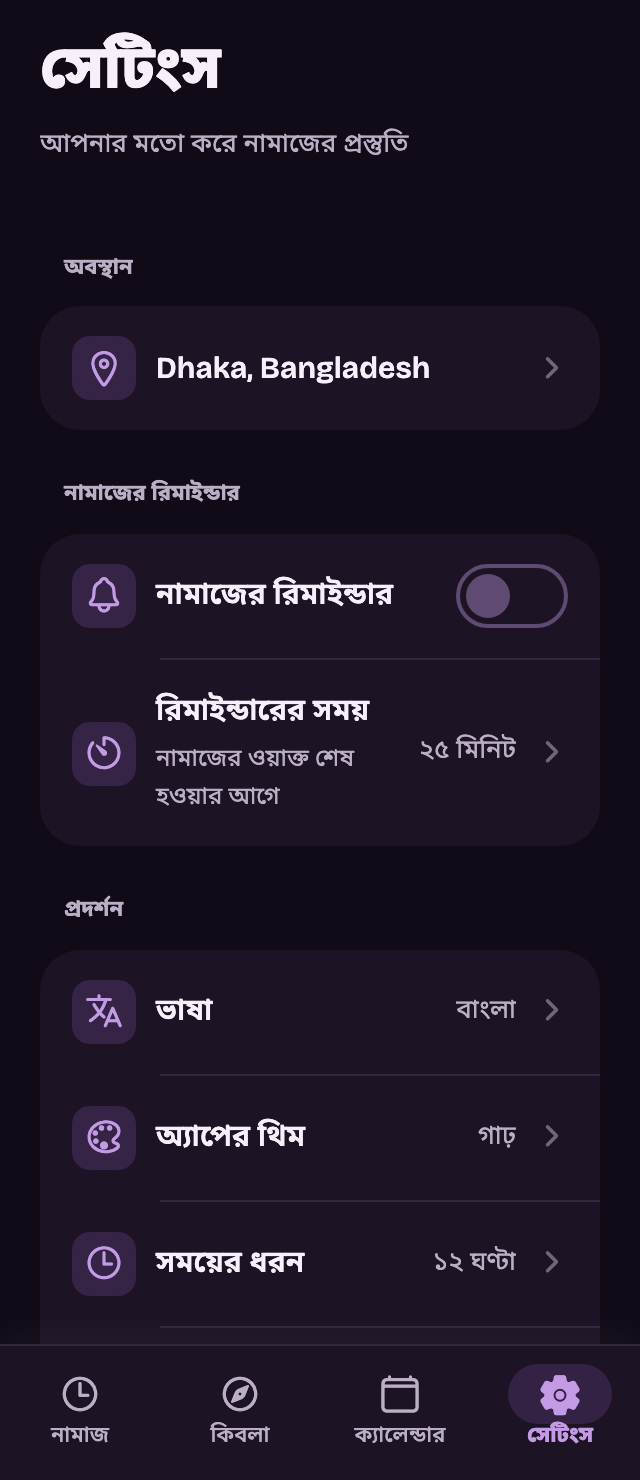 সেটিংস
আপনার মতো করে নামাজের প্রস্তুতি
অবস্থান
Dhaka, Bangladesh
নামাজের রিমাইন্ডার
নামাজের রিমাইন্ডার
রিমাইন্ডারের সময়
নামাজের ওয়াক্ত শেষ
হওয়ার আগে
২৫ মিনিট
প্রদর্শন
ভাষা
বাংলা
অ্যাপের থিম
গাঢ়
সময়ের ধরন
১২ ঘণ্টা
নামাজ
কিবলা
ক্যালেন্ডার
সেটিংস